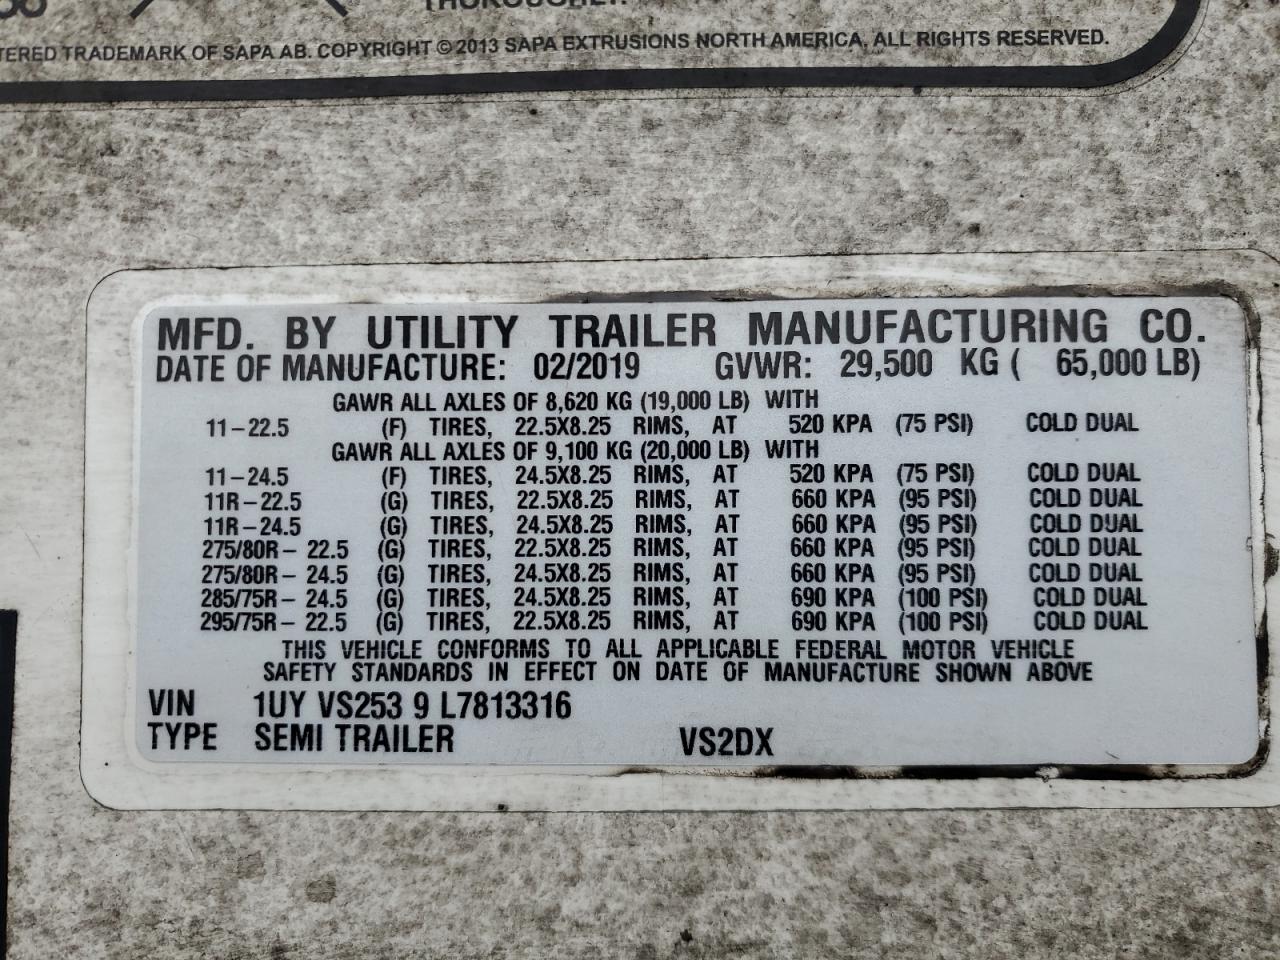 THOROUGHLY.
TERED TRADEMARK OF SAPA AB. COPYRIGHT © 2013 SAPA EXTRUSIONS NORTH AMERICA, ALL RIGHTS RESERVED.
MFD. BY UTILITY TRAILER MANUFACTURING CO.
DATE OF MANUFACTURE: 02/2019 GVWR: 29,500 KG ( 65,000 LB)
GAWR ALL AXLES OF 8,620 KG (19,000 LB) WITH
11-22.5 (F) TIRES, 22.5X8.25 RIMS, AT 520 KPA (75 PSI) COLD DUAL
GAWR ALL AXLES OF 9,100 KG (20,000 LB) WITH
11-24.5 (F) TIRES, 24.5X8.25 RIMS, AT 520 KPA (75 PSI) COLD DUAL
11R-22.5 (G) TIRES, 22.5X8.25 RIMS, AT 660 KPA (95 PSI) COLD DUAL
11R-24.5 (G) TIRES, 24.5X8.25 RIMS, AT 660 KPA (95 PSI) COLD DUAL
275/80R- 22.5 (G) TIRES, 22.5X8.25 RIMS, AT 660 KPA (95 PSI) COLD DUAL
275/80R- 24.5 (G) TIRES, 24.5X8.25 RIMS, AT 660 KPA (95 PSI) COLD DUAL
285/75R- 24.5 (G) TIRES, 24.5X8.25 RIMS, AT 690 KPA (100 PSI) COLD DUAL
295/75R- 22.5 (G) TIRES, 22.5X8.25 RIMS, AT 690 KPA (100 PSI) COLD DUAL
THIS VEHICLE CONFORMS TO ALL APPLICABLE FEDERAL MOTOR VEHICLE
SAFETY STANDARDS IN EFFECT ON DATE OF MANUFACTURE SHOWN ABOVE
VIN 1UY VS253 9 L7813316
TYPE SEMI TRAILER VS2DX